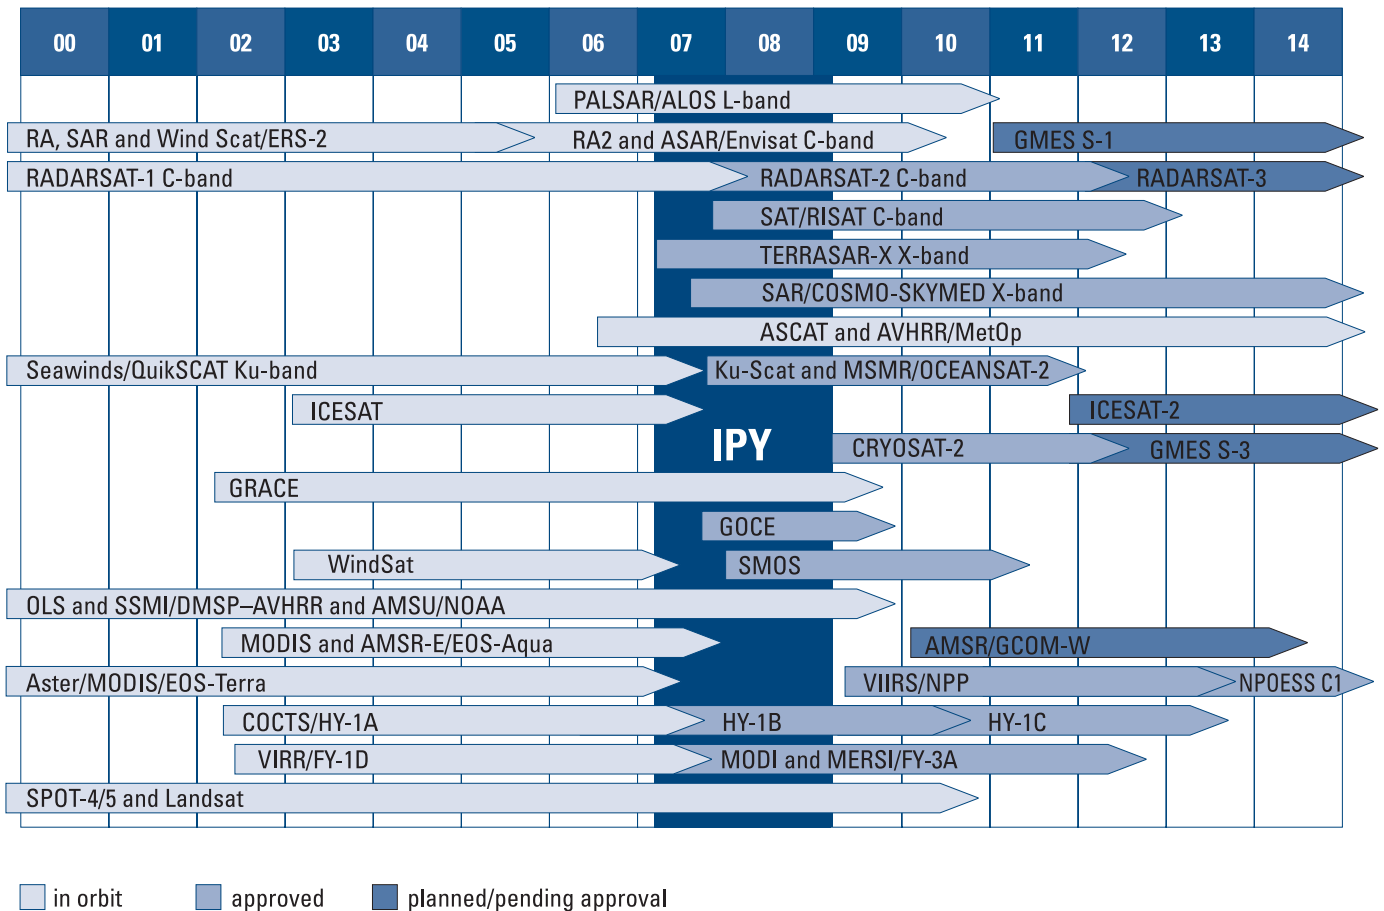 00 01 02 03 04 05 06 07 08 09 10 11 12 13 14
PALSAR/ALOS L-band
RA, SAR and Wind Scat/ERS-2 RA2 and ASAR/Envisat C-band GMES S-1
RADARSAT-1 C-band RADARSAT-2 C-band RADARSAT-3
SAT/RISAT C-band
TERRASAR-X X-band
SAR/COSMO-SKYMED X-band
ASCAT and AVHRR/MetOp
Seawinds/QuikSCAT Ku-band Ku-Scat and MSMR/OCEANSAT-2
ICESAT ICESAT-2
IPY CRYOSAT-2 GMES S-3
GRACE
GOCE
WindSat SMOS
OLS and SSMI/DMSP–AVHRR and AMSU/NOAA
MODIS and AMSR-E/EOS-Aqua AMSR/GCOM-W
Aster/MODIS/EOS-Terra VIIRS/NPP NPOESS C1
COCTS/HY-1A HY-1B HY-1C
VIRR/FY-1D MODI and MERSI/FY-3A
SPOT-4/5 and Landsat
in orbit approved planned/pending approval